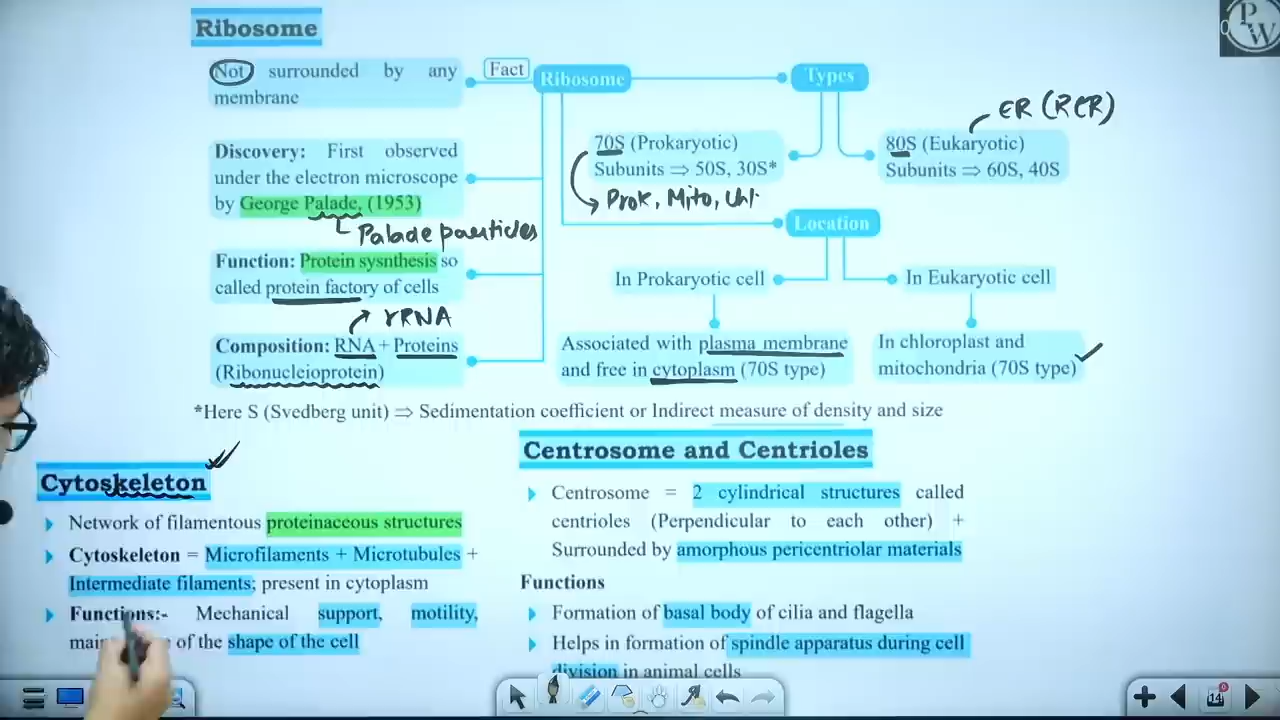 Ribosome
PW
Not surrounded by any
membrane
Fact
Ribosome
Types
ER (RER)
Discovery: First observed
under the electron microscope
by George Palade, (1953)
Palade particles
70S (Prokaryotic)
Subunits ⇒ 50S, 30S*
Prok, Mito, Chl.
80S (Eukaryotic)
Subunits ⇒ 60S, 40S
Location
Function: Protein sysnthesis so
called protein factory of cells
In Prokaryotic cell
In Eukaryotic cell
rRNA
Composition: RNA + Proteins
(Ribonucleioprotein)
Associated with plasma membrane
and free in cytoplasm (70S type)
In chloroplast and
mitochondria (70S type)
*Here S (Svedberg unit) ⇒ Sedimentation coefficient or Indirect measure of density and size
Cytoskeleton
Network of filamentous proteinaceous structures
Cytoskeleton = Microfilaments + Microtubules +
Intermediate filaments; present in cytoplasm
Functions:- Mechanical support, motility,
of the shape of the cell
Centrosome and Centrioles
Centrosome = 2 cylindrical structures called
centrioles (Perpendicular to each other) +
Surrounded by amorphous pericentriolar materials
Functions
Formation of basal body of cilia and flagella
Helps in formation of spindle apparatus during cell
division in animal cells
14